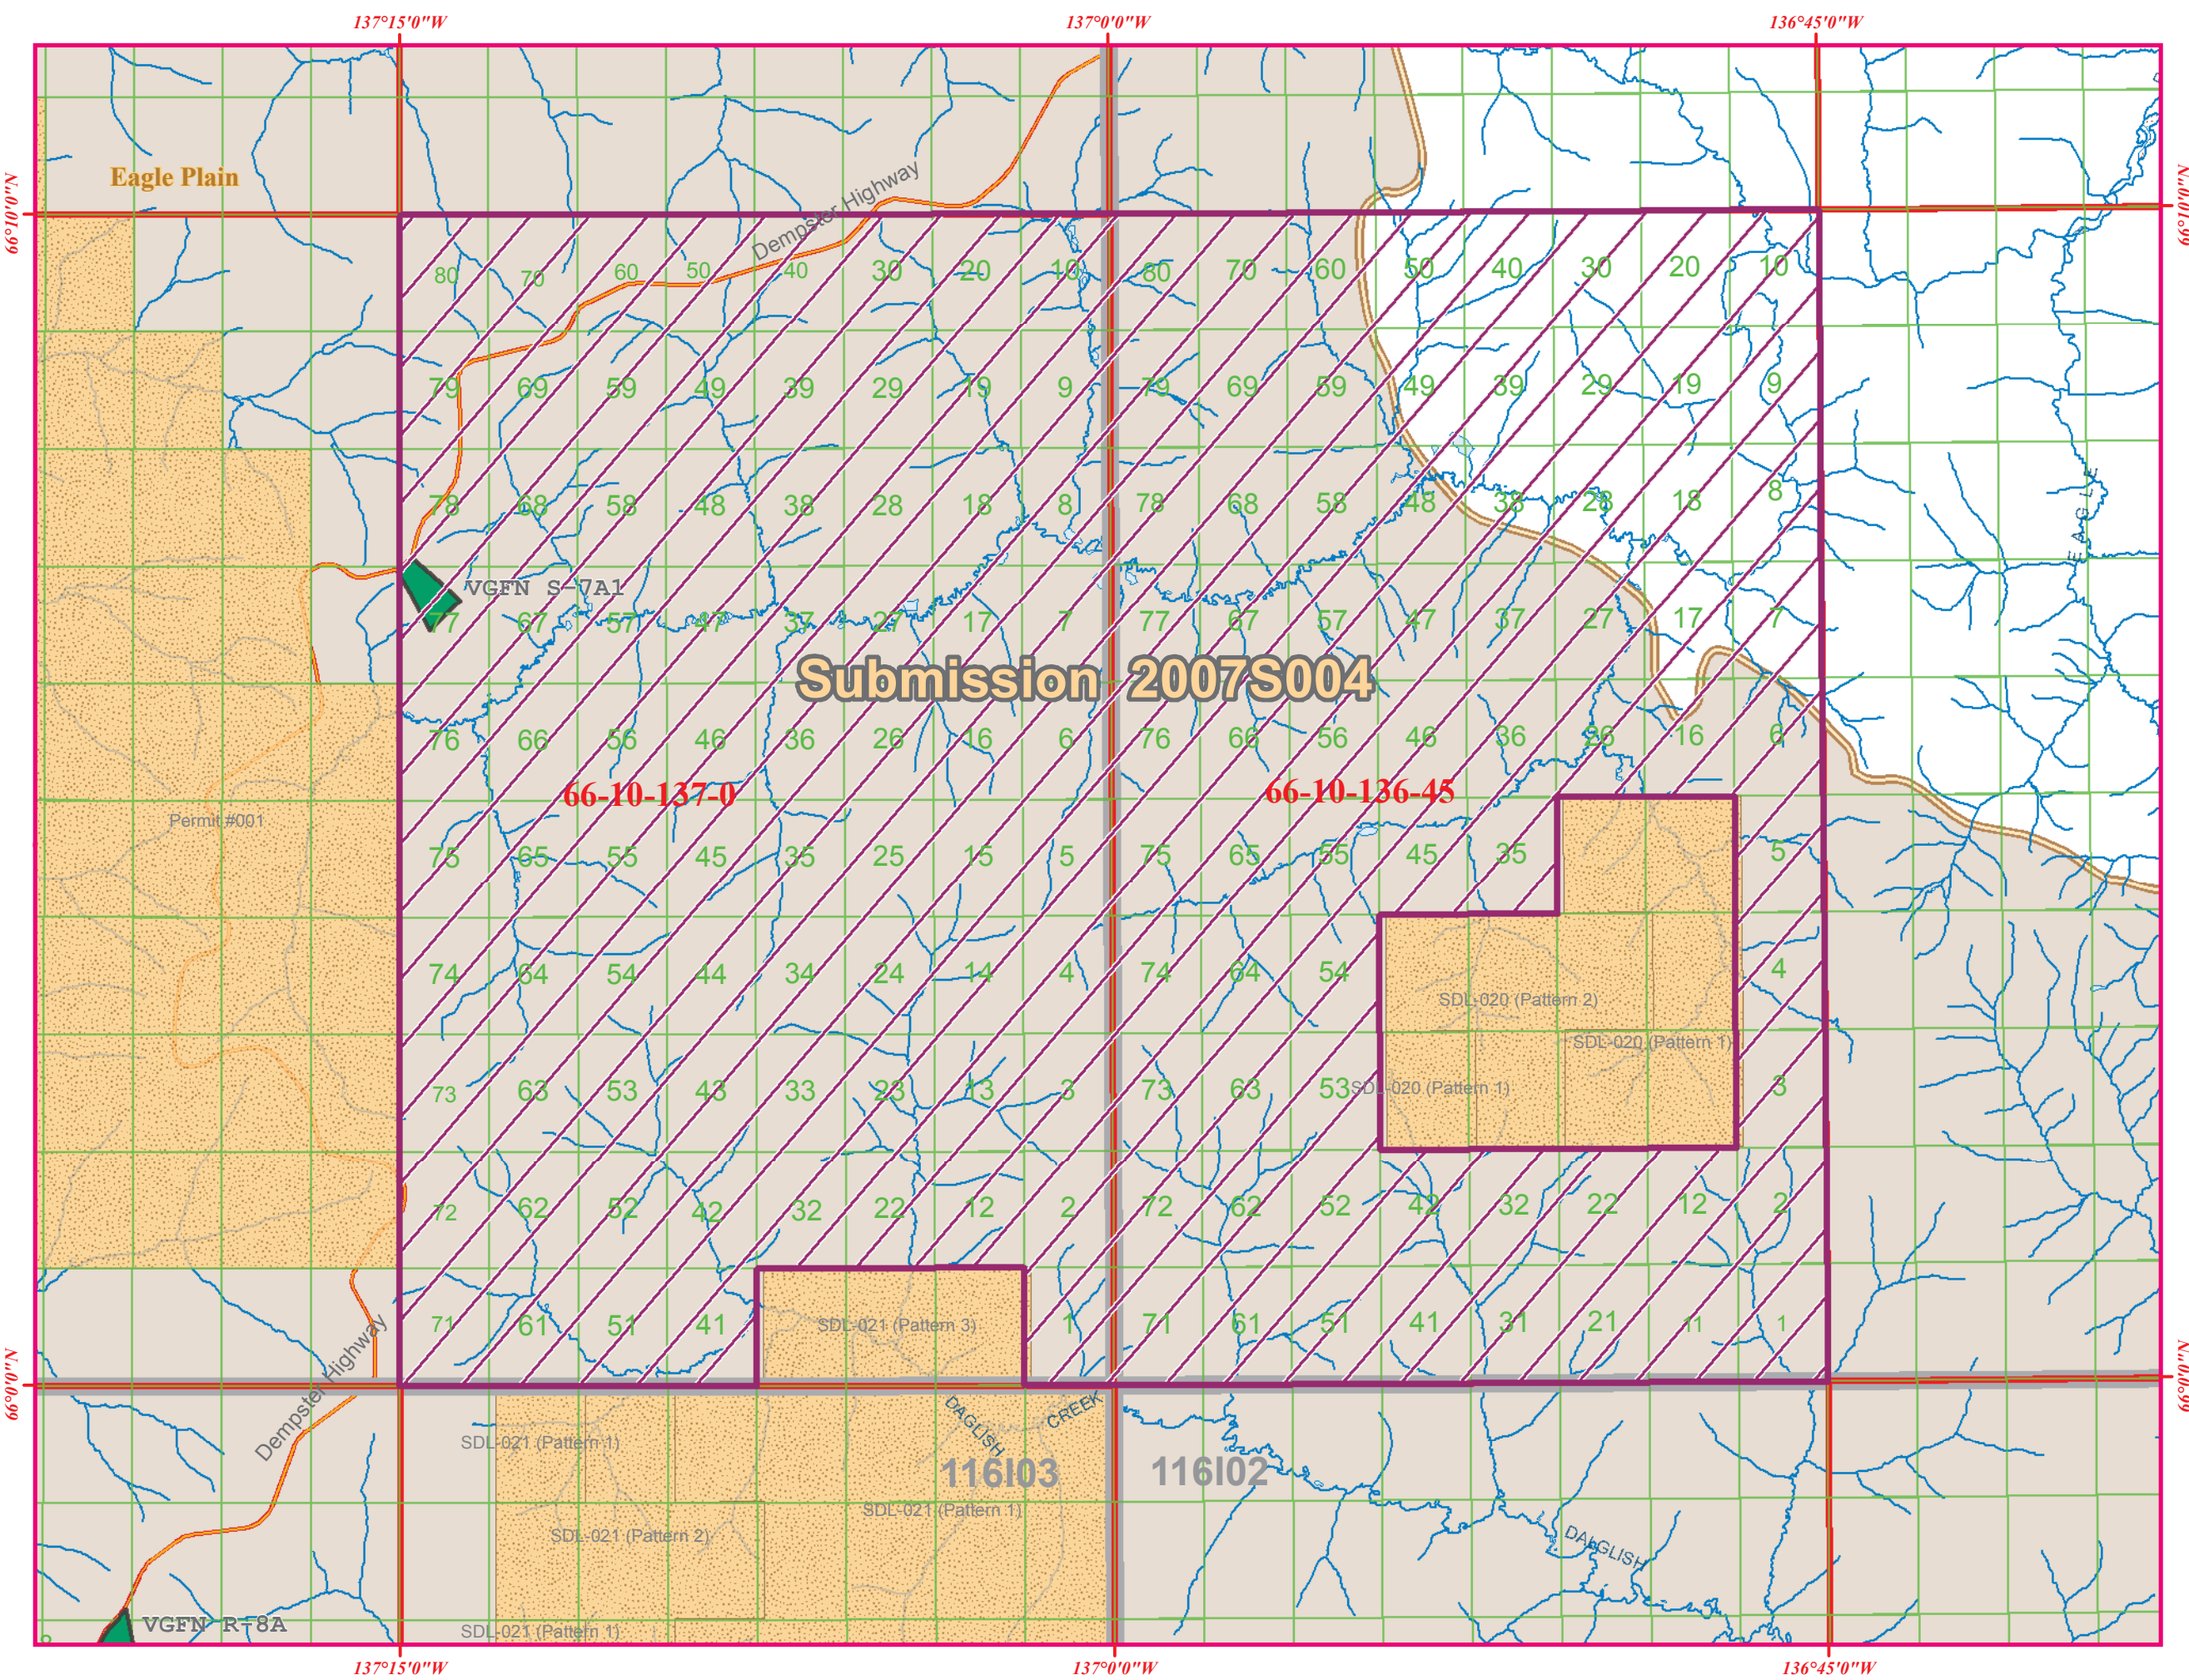 137°15'0"W 137°0'0"W 136°45'0"W
66°10'0"N 66°10'0"N
Eagle Plain
Dempster Highway
80 70 60 50 40 30 20 10 80 70 60 50 40 30 20 10
79 69 59 49 39 29 19 9 79 69 59 49 39 29 19 9
78 68 58 48 38 28 18 8 78 68 58 48 38 28 18 8
EAGLE
VGFN S-7A1
77 67 57 47 37 27 17 7 77 67 57 47 37 27 17 7
Submission 2007S004
76 66 56 46 36 26 16 6 76 66 56 46 36 26 16 6
66-10-137-0 66-10-136-45
Permit #001
75 65 55 45 35 25 15 5 75 65 55 45 35 5
74 64 54 44 34 24 14 4 74 64 54 4
SDL-020 (Pattern 2)
SDL-020 (Pattern 1)
73 63 53 43 33 23 13 3 73 63 53 3
SDL-020 (Pattern 1)
72 62 52 42 32 22 12 2 72 62 52 42 32 22 12 2
71 61 51 41 1 71 61 51 41 31 21 11 1
SDL-021 (Pattern 3)
66°0'0"N 66°0'0"N
Dempster Highway
DAGLISH CREEK
SDL-021 (Pattern 1)
116I03 116I02
SDL-021 (Pattern 1)
SDL-021 (Pattern 2)
DALGLISH
VGFN R-8A
SDL-021 (Pattern 1)
137°15'0"W 137°0'0"W 136°45'0"W